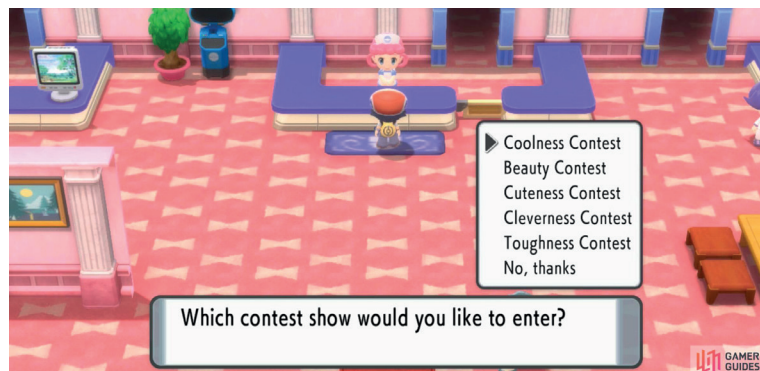 Coolness Contest
Beauty Contest
Cuteness Contest
Cleverness Contest
Toughness Contest
No, thanks
Which contest show would you like to enter?
GAMER
GUIDES